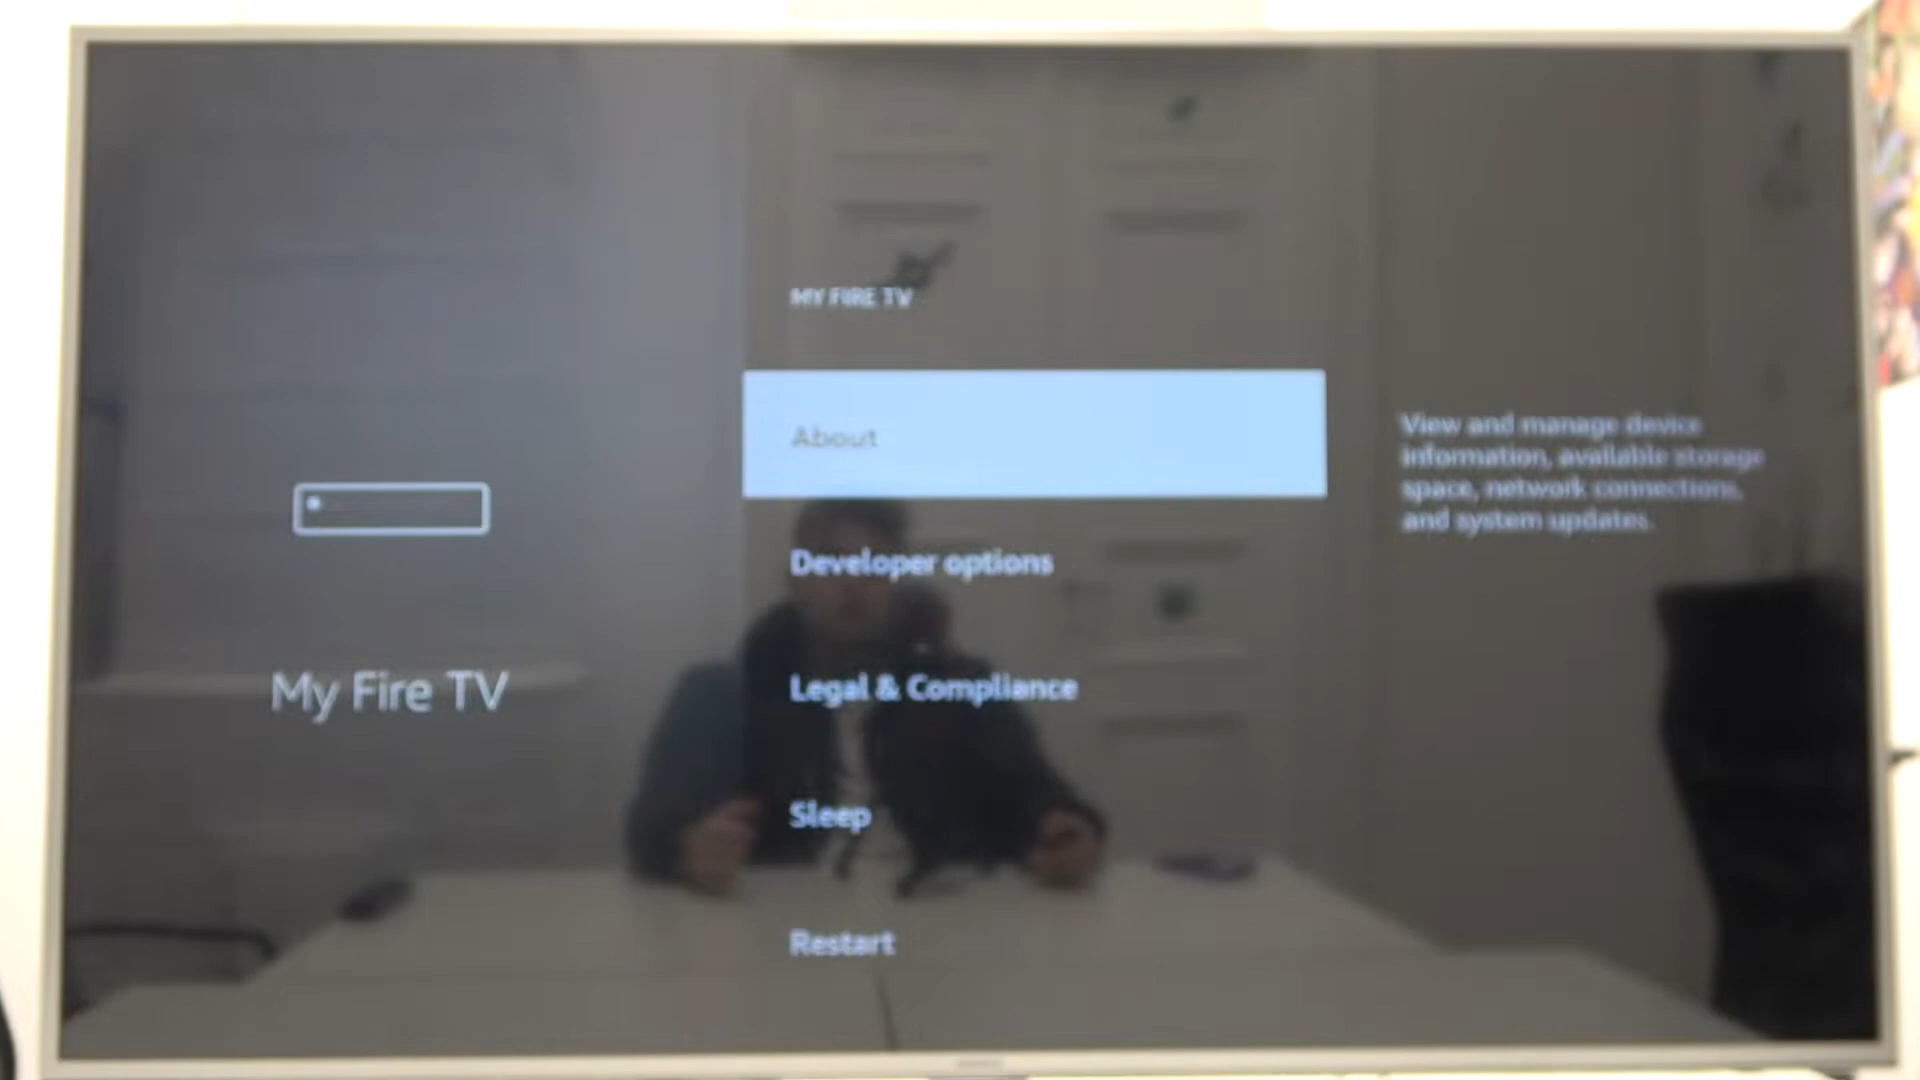 MY FIRE TV
About
View and manage device
information, available storage
space, network connections,
and system updates.
Developer options
My Fire TV
Legal & Compliance
Sleep
Restart